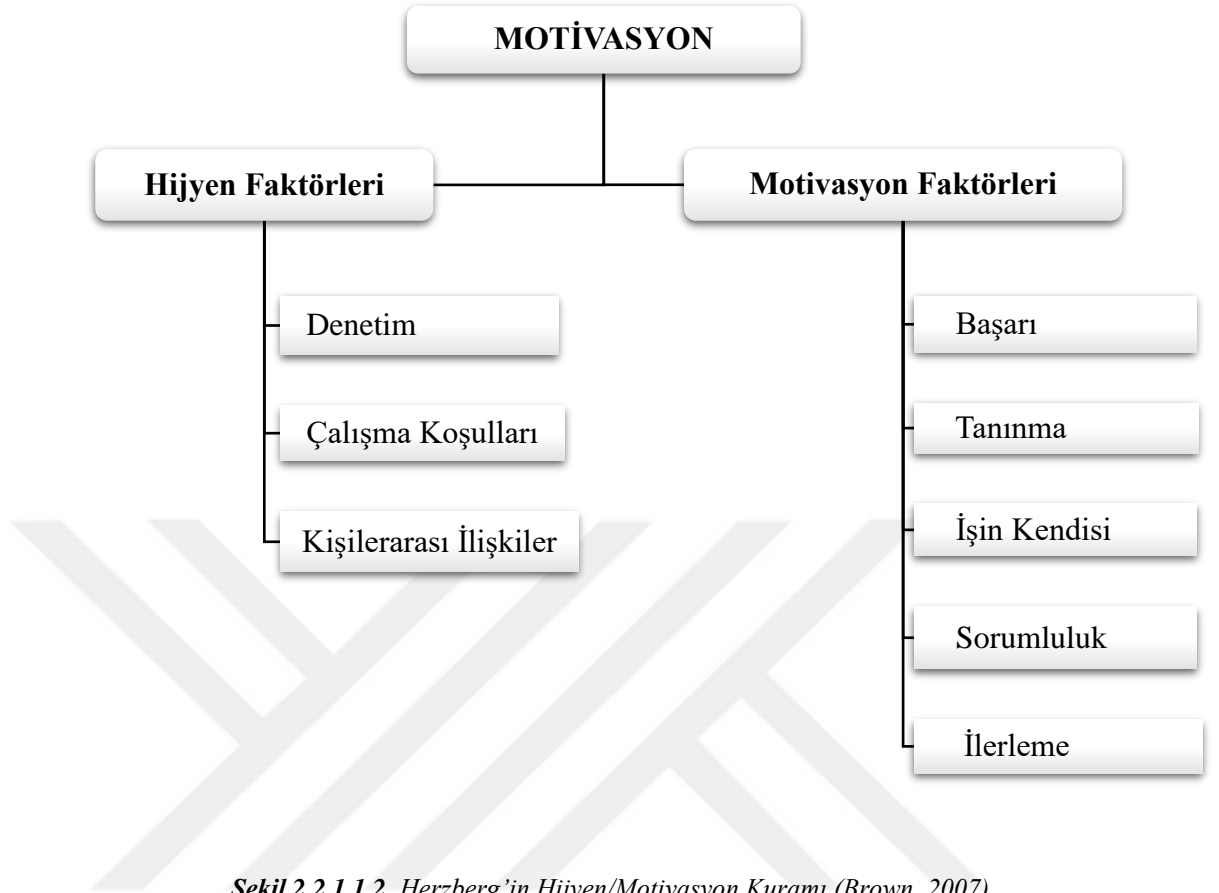 MOTİVASYON
Hijyen Faktörleri
Motivasyon Faktörleri
Denetim
Çalışma Koşulları
Kişilerarası İlişkiler
Başarı
Tanınma
İşin Kendisi
Sorumluluk
İlerleme
Şekil 2.2.1.1.2. Herzberg’in Hijyen/Motivasyon Kuramı (Brown, 2007)